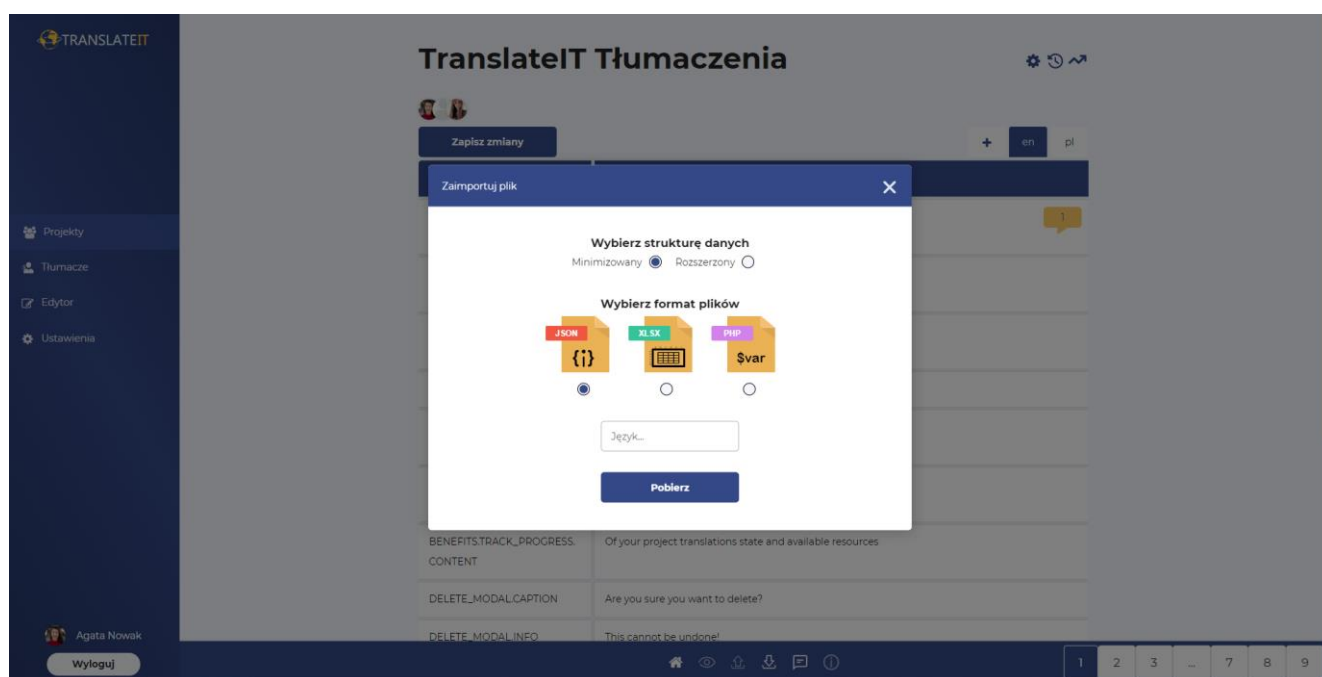 TRANSLATEIT
TranslateIT Tłumaczenia
Zapisz zmiany
+ en pl
Zaimportuj plik
1
Wybierz strukturę danych
Minimizowany Rozszerzony
Wybierz format plików
JSON XLSX PHP
{i} $var
Język...
Pobierz
Projekty
Tłumacze
Edytor
Ustawienia
BENEFITS.TRACK_PROGRESS. Of your project translations state and available resources
CONTENT
DELETE_MODAL.CAPTION Are you sure you want to delete?
DELETE_MODAL.INFO This cannot be undone!
Agata Nowak
Wyloguj
1 2 3 ... 7 8 9